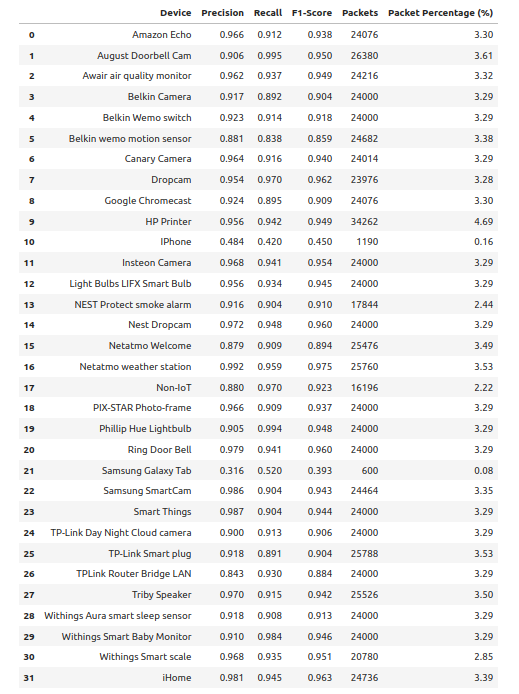 Device Precision Recall F1-Score Packets Packet Percentage (%)
0 Amazon Echo 0.966 0.912 0.938 24076 3.30
1 August Doorbell Cam 0.906 0.995 0.950 26380 3.61
2 Awair air quality monitor 0.962 0.937 0.949 24216 3.32
3 Belkin Camera 0.917 0.892 0.904 24000 3.29
4 Belkin Wemo switch 0.923 0.914 0.918 24000 3.29
5 Belkin wemo motion sensor 0.881 0.838 0.859 24682 3.38
6 Canary Camera 0.964 0.916 0.940 24014 3.29
7 Dropcam 0.954 0.970 0.962 23976 3.28
8 Google Chromecast 0.924 0.895 0.909 24076 3.30
9 HP Printer 0.956 0.942 0.949 34262 4.69
10 IPhone 0.484 0.420 0.450 1190 0.16
11 Insteon Camera 0.968 0.941 0.954 24000 3.29
12 Light Bulbs LIFX Smart Bulb 0.956 0.934 0.945 24000 3.29
13 NEST Protect smoke alarm 0.916 0.904 0.910 17844 2.44
14 Nest Dropcam 0.972 0.948 0.960 24000 3.29
15 Netatmo Welcome 0.879 0.909 0.894 25476 3.49
16 Netatmo weather station 0.992 0.959 0.975 25760 3.53
17 Non-IoT 0.880 0.970 0.923 16196 2.22
18 PIX-STAR Photo-frame 0.966 0.909 0.937 24000 3.29
19 Phillip Hue Lightbulb 0.905 0.994 0.948 24000 3.29
20 Ring Door Bell 0.979 0.941 0.960 24000 3.29
21 Samsung Galaxy Tab 0.316 0.520 0.393 600 0.08
22 Samsung SmartCam 0.986 0.904 0.943 24464 3.35
23 Smart Things 0.987 0.904 0.944 24000 3.29
24 TP-Link Day Night Cloud camera 0.900 0.913 0.906 24000 3.29
25 TP-Link Smart plug 0.918 0.891 0.904 25788 3.53
26 TPLink Router Bridge LAN 0.843 0.930 0.884 24000 3.29
27 Triby Speaker 0.970 0.915 0.942 25526 3.50
28 Withings Aura smart sleep sensor 0.918 0.908 0.913 24000 3.29
29 Withings Smart Baby Monitor 0.910 0.984 0.946 24000 3.29
30 Withings Smart scale 0.968 0.935 0.951 20780 2.85
31 iHome 0.981 0.945 0.963 24736 3.39